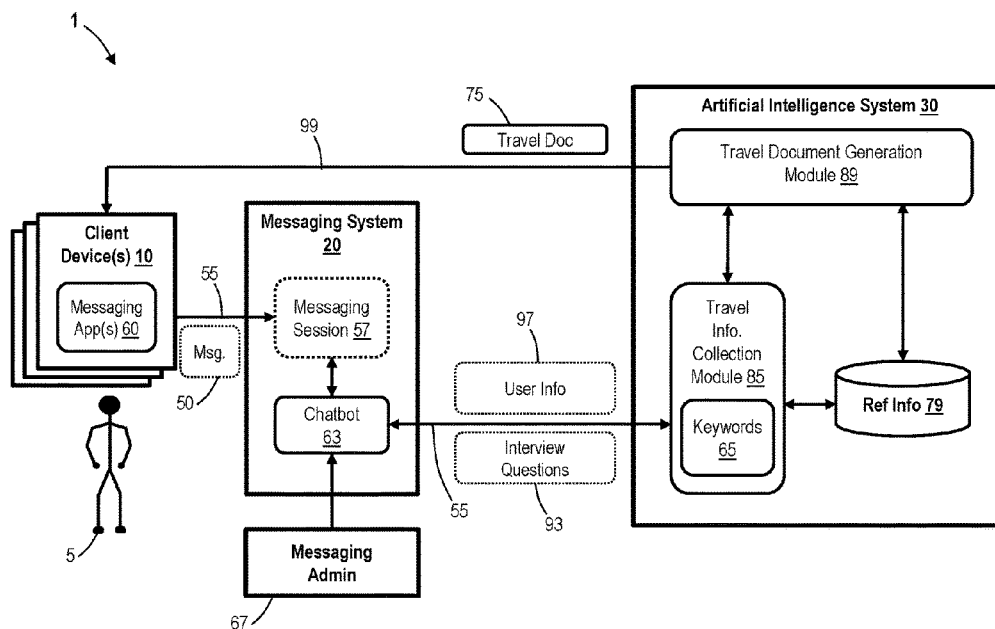 1
75
Travel Doc
99
Artificial Intelligence System 30
Travel Document Generation
Module 89
Client
Device(s) 10
Messaging
App(s) 60
55
Msg.
50
Messaging System
20
Messaging
Session 57
Chatbot
63
97
User Info
Interview
Questions
55
93
Travel
Info.
Collection
Module 85
Keywords
65
Ref Info 79
5
Messaging
Admin
67